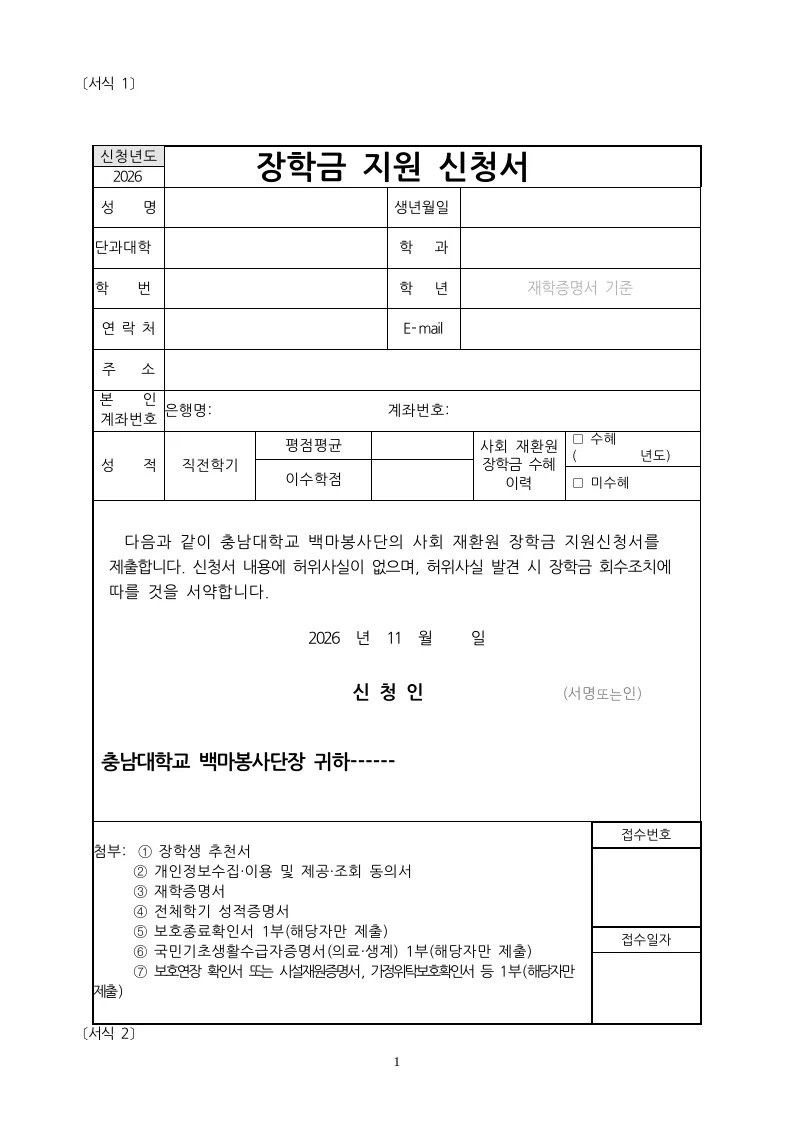 〔서식 1〕
신청년도
2026
장학금 지원 신청서
성 명
생년월일
단과대학
학 과
학 번
학 년
재학증명서 기준
연 락 처
E-mail
주 소
본 인
계좌번호
은행명:
계좌번호:
성 적
직전학기
평점평균
이수학점
사회 재환원
장학금 수혜
이력
□ 수혜
( 년도)
□ 미수혜
다음과 같이 충남대학교 백마봉사단의 사회 재환원 장학금 지원신청서를
제출합니다. 신청서 내용에 허위사실이 없으며, 허위사실 발견 시 장학금 회수조치에
따를 것을 서약합니다.
2026 년 11 월 일
신 청 인
(서명또는인)
충남대학교 백마봉사단장 귀하------
첨부: ① 장학생 추천서
② 개인정보수집·이용 및 제공·조회 동의서
③ 재학증명서
④ 전체학기 성적증명서
⑤ 보호종료확인서 1부(해당자만 제출)
⑥ 국민기초생활수급자증명서(의료·생계) 1부(해당자만 제출)
⑦ 보호연장 확인서 또는 시설재원증명서, 가정위탁보호확인서 등 1부(해당자만
제출)
접수번호
접수일자
〔서식 2〕
1